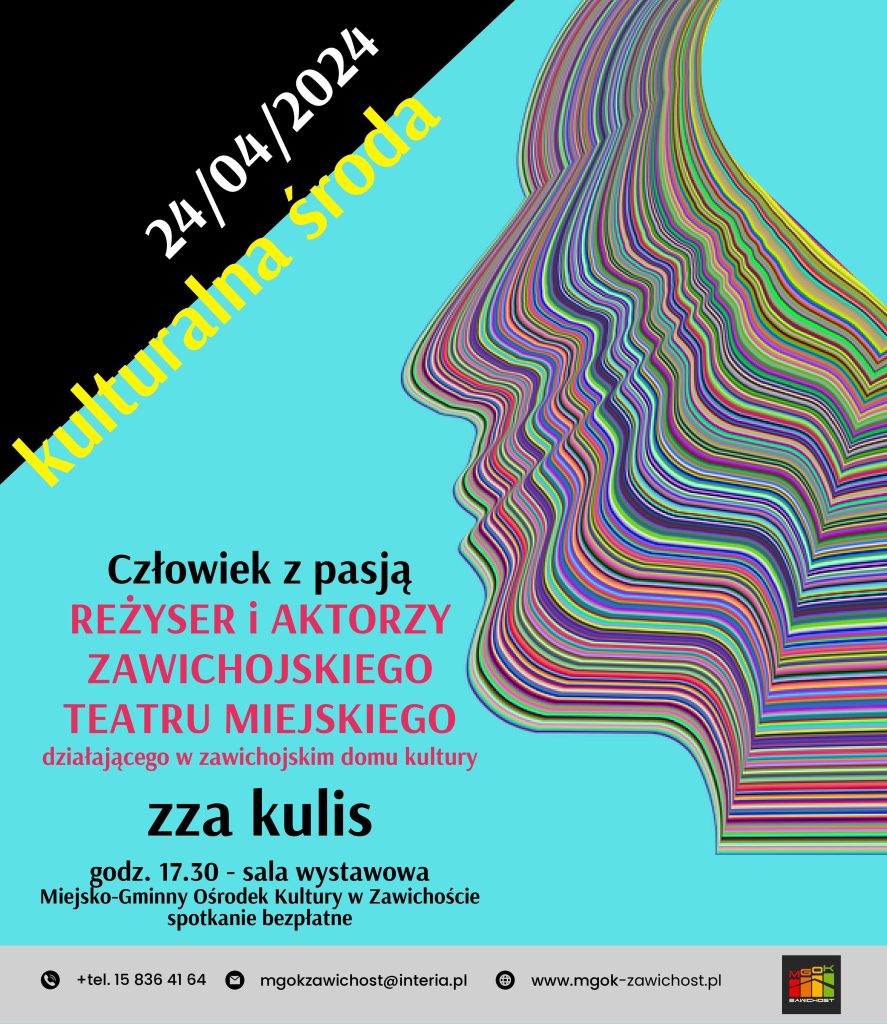 24/04/2024
kulturalna środa
Człowiek z pasją
REŻYSER i AKTORZY
ZAWICHOJSKIEGO
TEATRU MIEJSKIEGO
działającego w zawichojskim domu kultury
zza kulis
godz. 17.30 - sala wystawowa
Miejsko-Gminny Ośrodek Kultury w Zawichoście
spotkanie bezpłatne
+tel. 15 836 41 64 mgokzawichost@interia.pl www.mgok-zawichost.pl
MGOK
ZAWICHOST